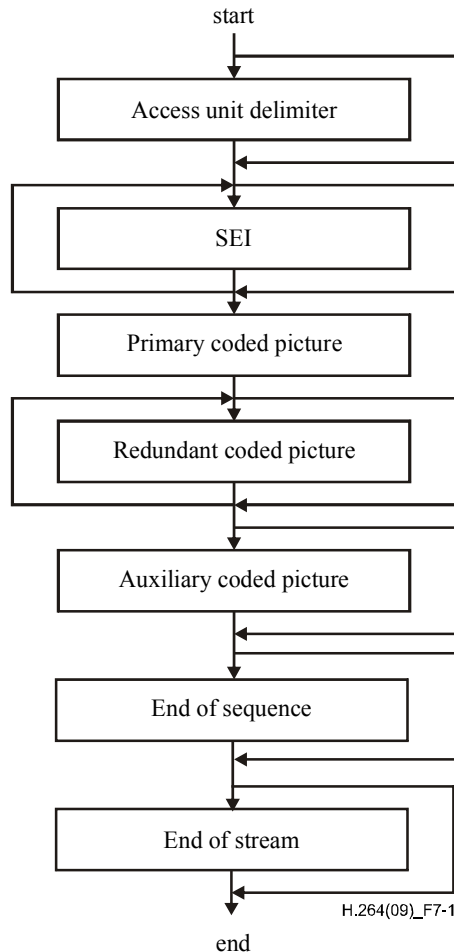 start
Access unit delimiter
SEI
Primary coded picture
Redundant coded picture
Auxiliary coded picture
End of sequence
End of stream
H.264(09)_F7-1
end